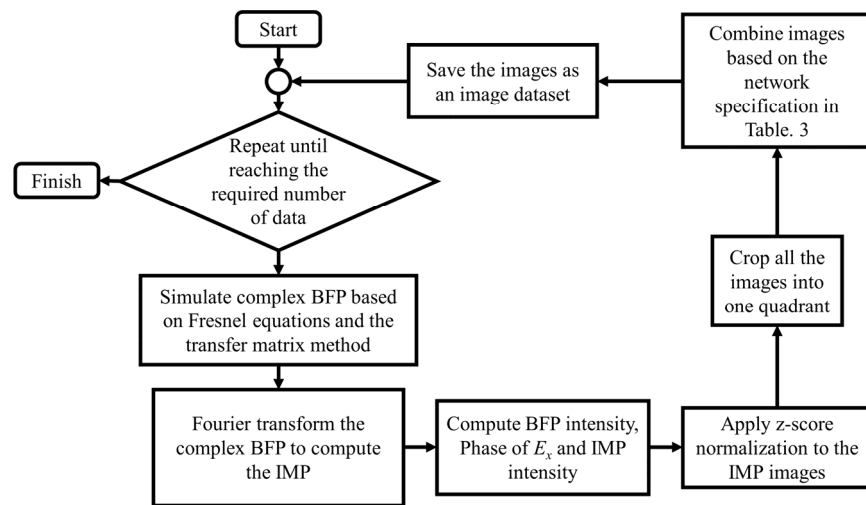 Start
Save the images as
an image dataset
Combine images
based on the
network
specification in
Table. 3
Repeat until
reaching the
required number
of data
Finish
Simulate complex BFP based
on Fresnel equations and the
transfer matrix method
Fourier transform the
complex BFP to compute
the IMP
Compute BFP intensity,
Phase of Eₓ and IMP
intensity
Apply z-score
normalization to the
IMP images
Crop all the
images into
one quadrant